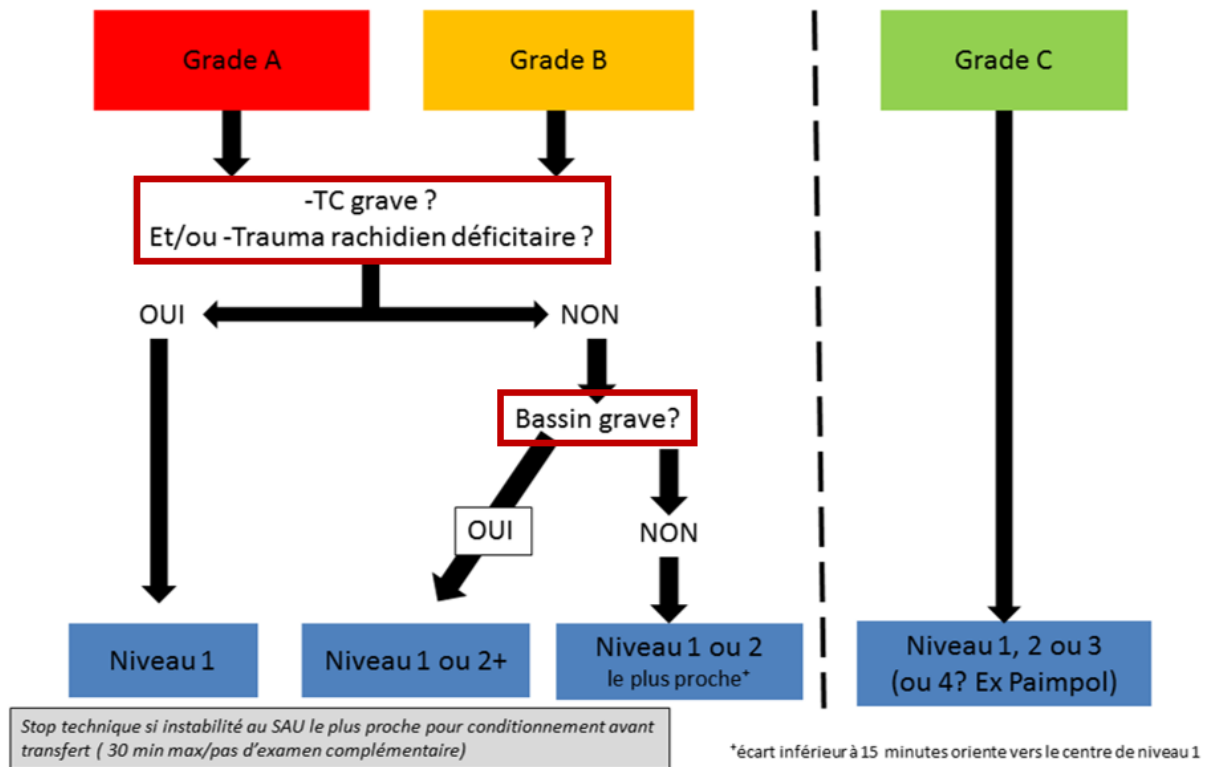 Grade A
Grade B
Grade C
-TC grave ?
Et/ou -Trauma rachidien déficitaire ?
OUI
NON
Bassin grave?
OUI
NON
Niveau 1
Niveau 1 ou 2+
Niveau 1 ou 2
le plus proche⁺
Niveau 1, 2 ou 3
(ou 4? Ex Paimpol)
Stop technique si instabilité au SAU le plus proche pour conditionnement avant
transfert ( 30 min max/pas d’examen complémentaire)
⁺écart inférieur à 15 minutes oriente vers le centre de niveau 1